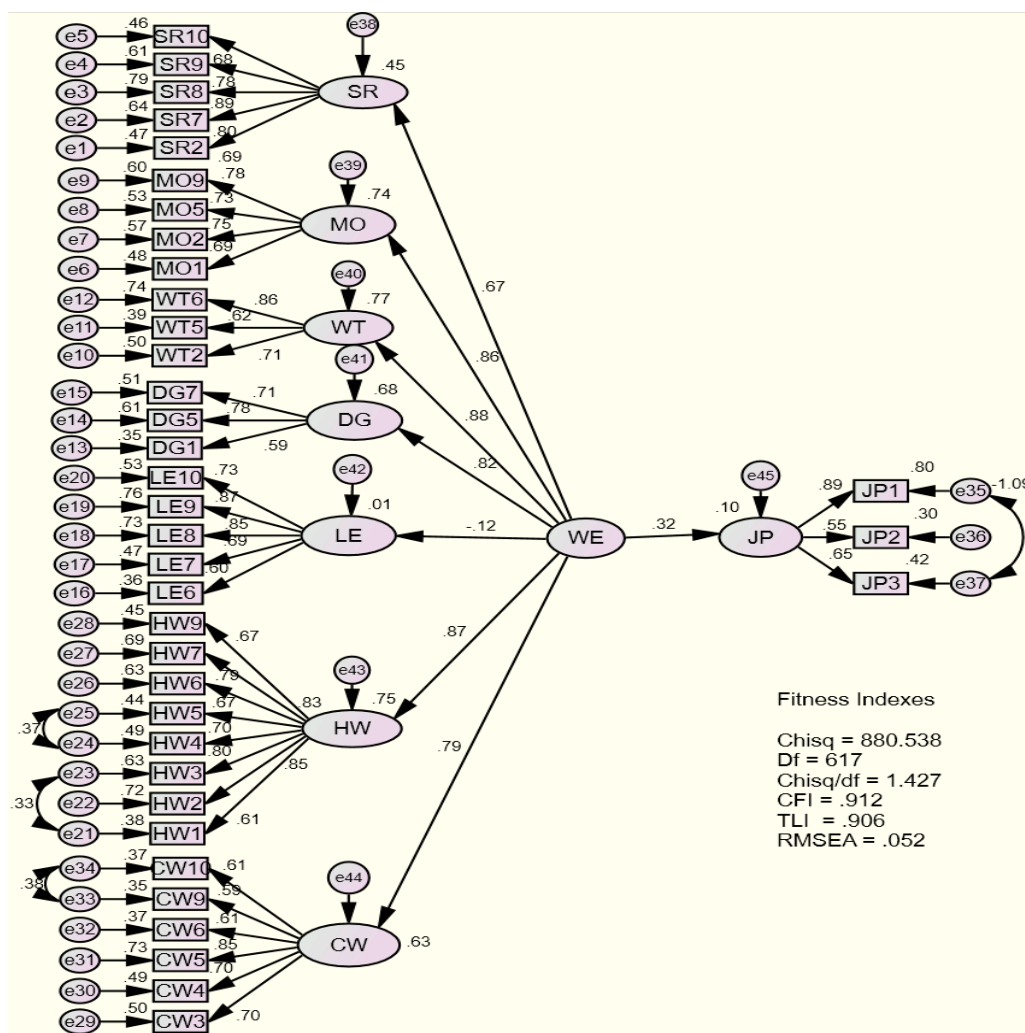 e38
e5 .46 SR10
e4 .61 SR9 .68
e3 .79 SR8 .78
e2 .64 SR7 .89
e1 .47 SR2 .80
.69
SR .45
e39
e9 .60 MO9 .78
e8 .53 MO5 .73
e7 .57 MO2 .75
e6 .48 MO1 .69
MO .74
e40
e12 .74 WT6 .86
e11 .39 WT5 .62
e10 .50 WT2 .71
WT .77
e41
e15 .51 DG7 .71
e14 .61 DG5 .78
e13 .35 DG1 .59
DG .68
e42
e20 .53 LE10 .73
e19 .76 LE9 .87
e18 .73 LE8 .85
e17 .47 LE7 .69
e16 .36 LE6 .60
LE .01
e43
e28 .45 HW9 .67
e27 .69 HW7 .83
e26 .63 HW6 .79
e25 .44 HW5 .67
.37
e24 .49 HW4 .70
e23 .63 HW3 .80
.33
e22 .72 HW2 .85
e21 .38 HW1 .61
HW .75
e44
e34 .37 CW10 .61
.38
e33 .35 CW9 .59
e32 .37 CW6 .61
e31 .73 CW5 .85
e30 .49 CW4 .70
e29 .50 CW3 .70
CW .63
.67
.86
.88
.82
-.12
.87
.79
WE
.32
e45
.10
JP
.89 JP1 .80 e35
-1.09
.55 JP2 .30 e36
.65 JP3 .42 e37
Fitness Indexes
Chisq = 880.538
Df = 617
Chisq/df = 1.427
CFI = .912
TLI = .906
RMSEA = .052